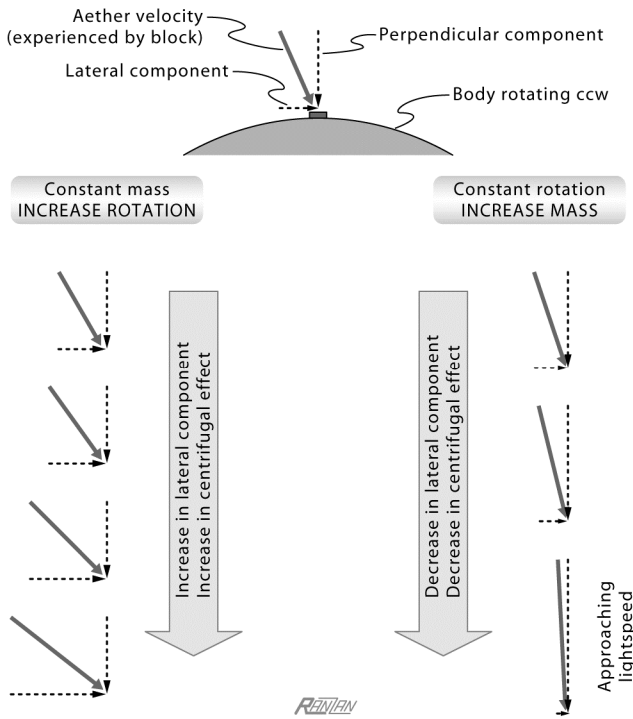 Aether velocity
(experienced by block)
Perpendicular component
Lateral component
Body rotating ccw
Constant mass
INCREASE ROTATION
Constant rotation
INCREASE MASS
Increase in lateral component
Increase in centrifugal effect
Decrease in lateral component
Decrease in centrifugal effect
Approaching
lightspeed
RANZAN